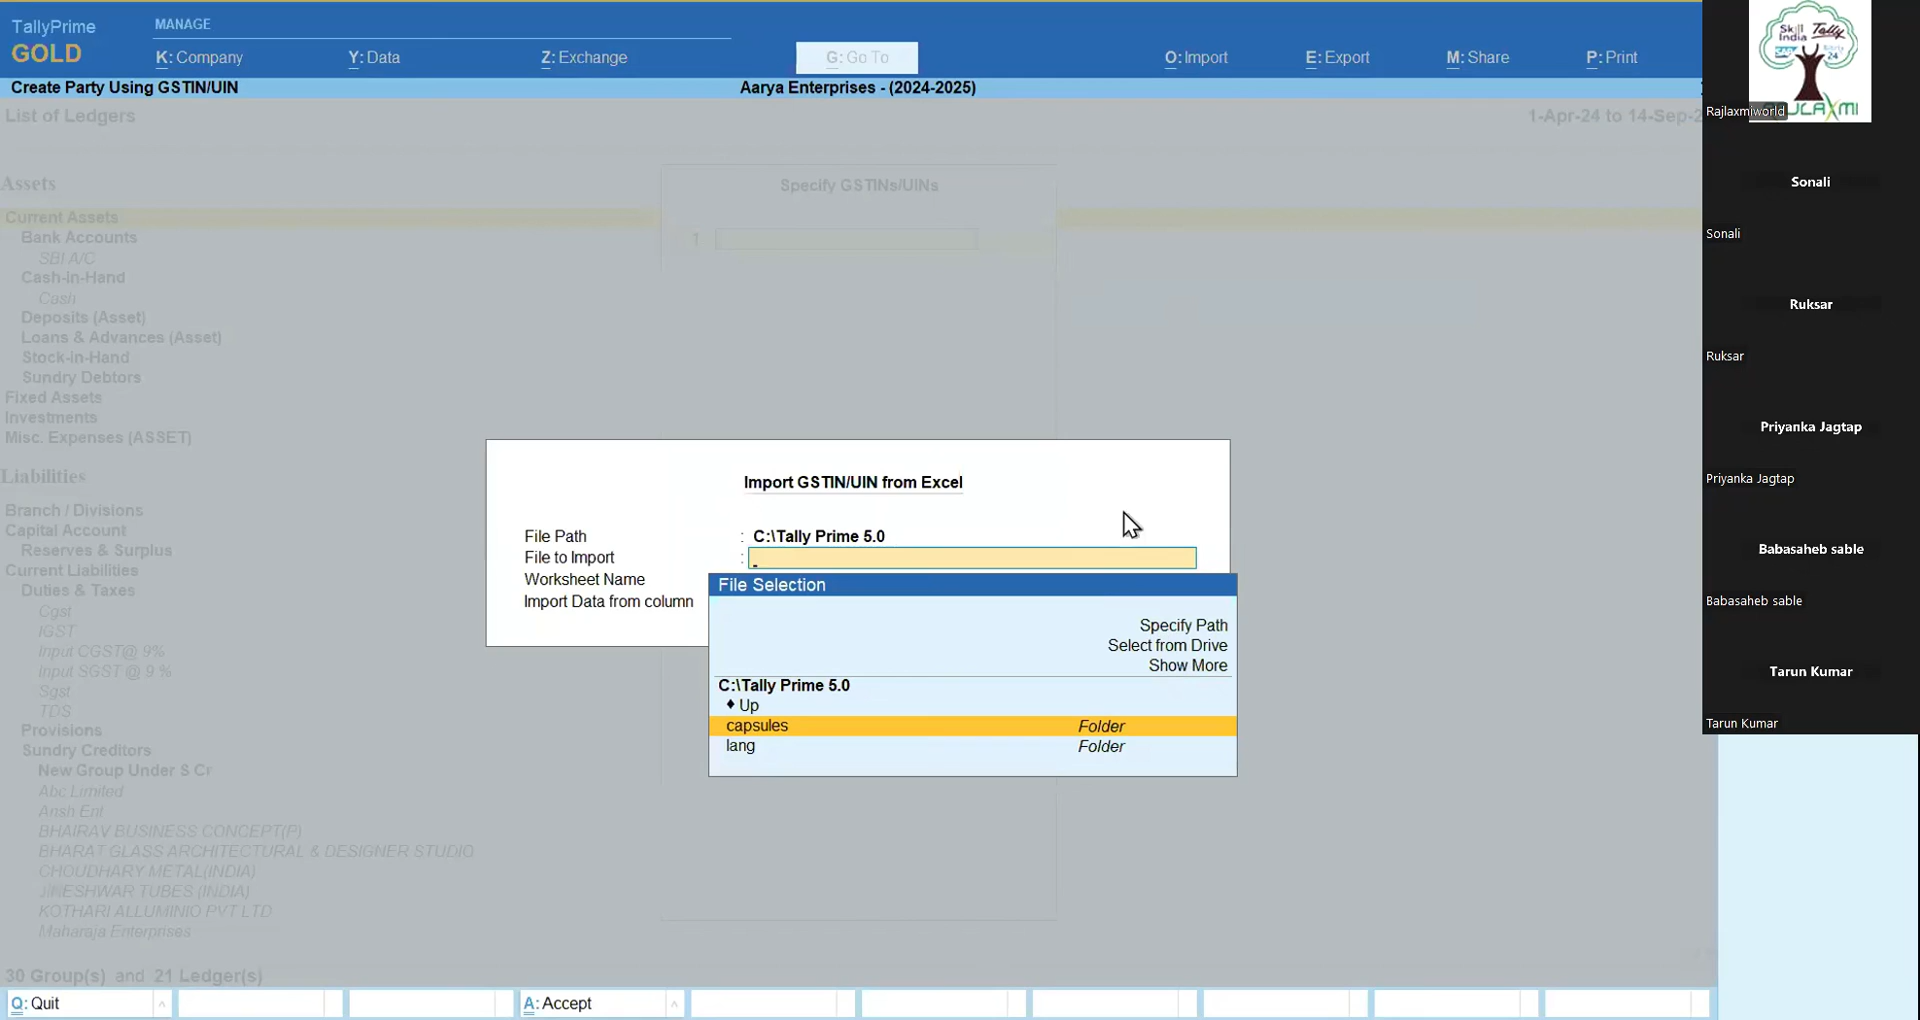 TallyPrime
GOLD
MANAGE
K: Company
Y: Data
Z: Exchange
G: Go To
O: Import
E: Export
M: Share
P: Print
Create Party Using GSTIN/UIN
Aarya Enterprises - (2024-2025)
List of Ledgers
1-Apr-24 to 14-Sep-2
Assets
Current Assets
Bank Accounts
SBI A/C
Cash-in-Hand
Cash
Deposits (Asset)
Loans & Advances (Asset)
Stock-in-Hand
Sundry Debtors
Fixed Assets
Investments
Misc. Expenses (ASSET)
Liabilities
Branch / Divisions
Capital Account
Reserves & Surplus
Current Liabilities
Duties & Taxes
Cgst
IGST
Input CGST@ 9%
Input SGST @ 9 %
Sgst
TDS
Provisions
Sundry Creditors
New Group Under S Cr
Abc Limited
Ansh Ent
BHAIRAV BUSINESS CONCEPT(P)
BHARAT GLASS ARCHITECTURAL & DESIGNER STUDIO
CHOUDHARY METAL(INDIA)
KOTHARI ALLUMINIO PVT LTD
Maharaja Enterprises
30 Group(s) and 21 Ledger(s)
Specify GSTINs/UINs
1
Import GSTIN/UIN from Excel
File Path : C:\Tally Prime 5.0
File to Import :
Worksheet Name
Import Data from column
File Selection
Specify Path
Select from Drive
Show More
C:\Tally Prime 5.0
♦ Up
capsules Folder
lang Folder
Q: Quit
A: Accept
Skill India Tally
24
Rajlaxmiworld
Sonali
Sonali
Ruksar
Ruksar
Priyanka Jagtap
Priyanka Jagtap
Babasaheb sable
Babasaheb sable
Tarun Kumar
Tarun Kumar